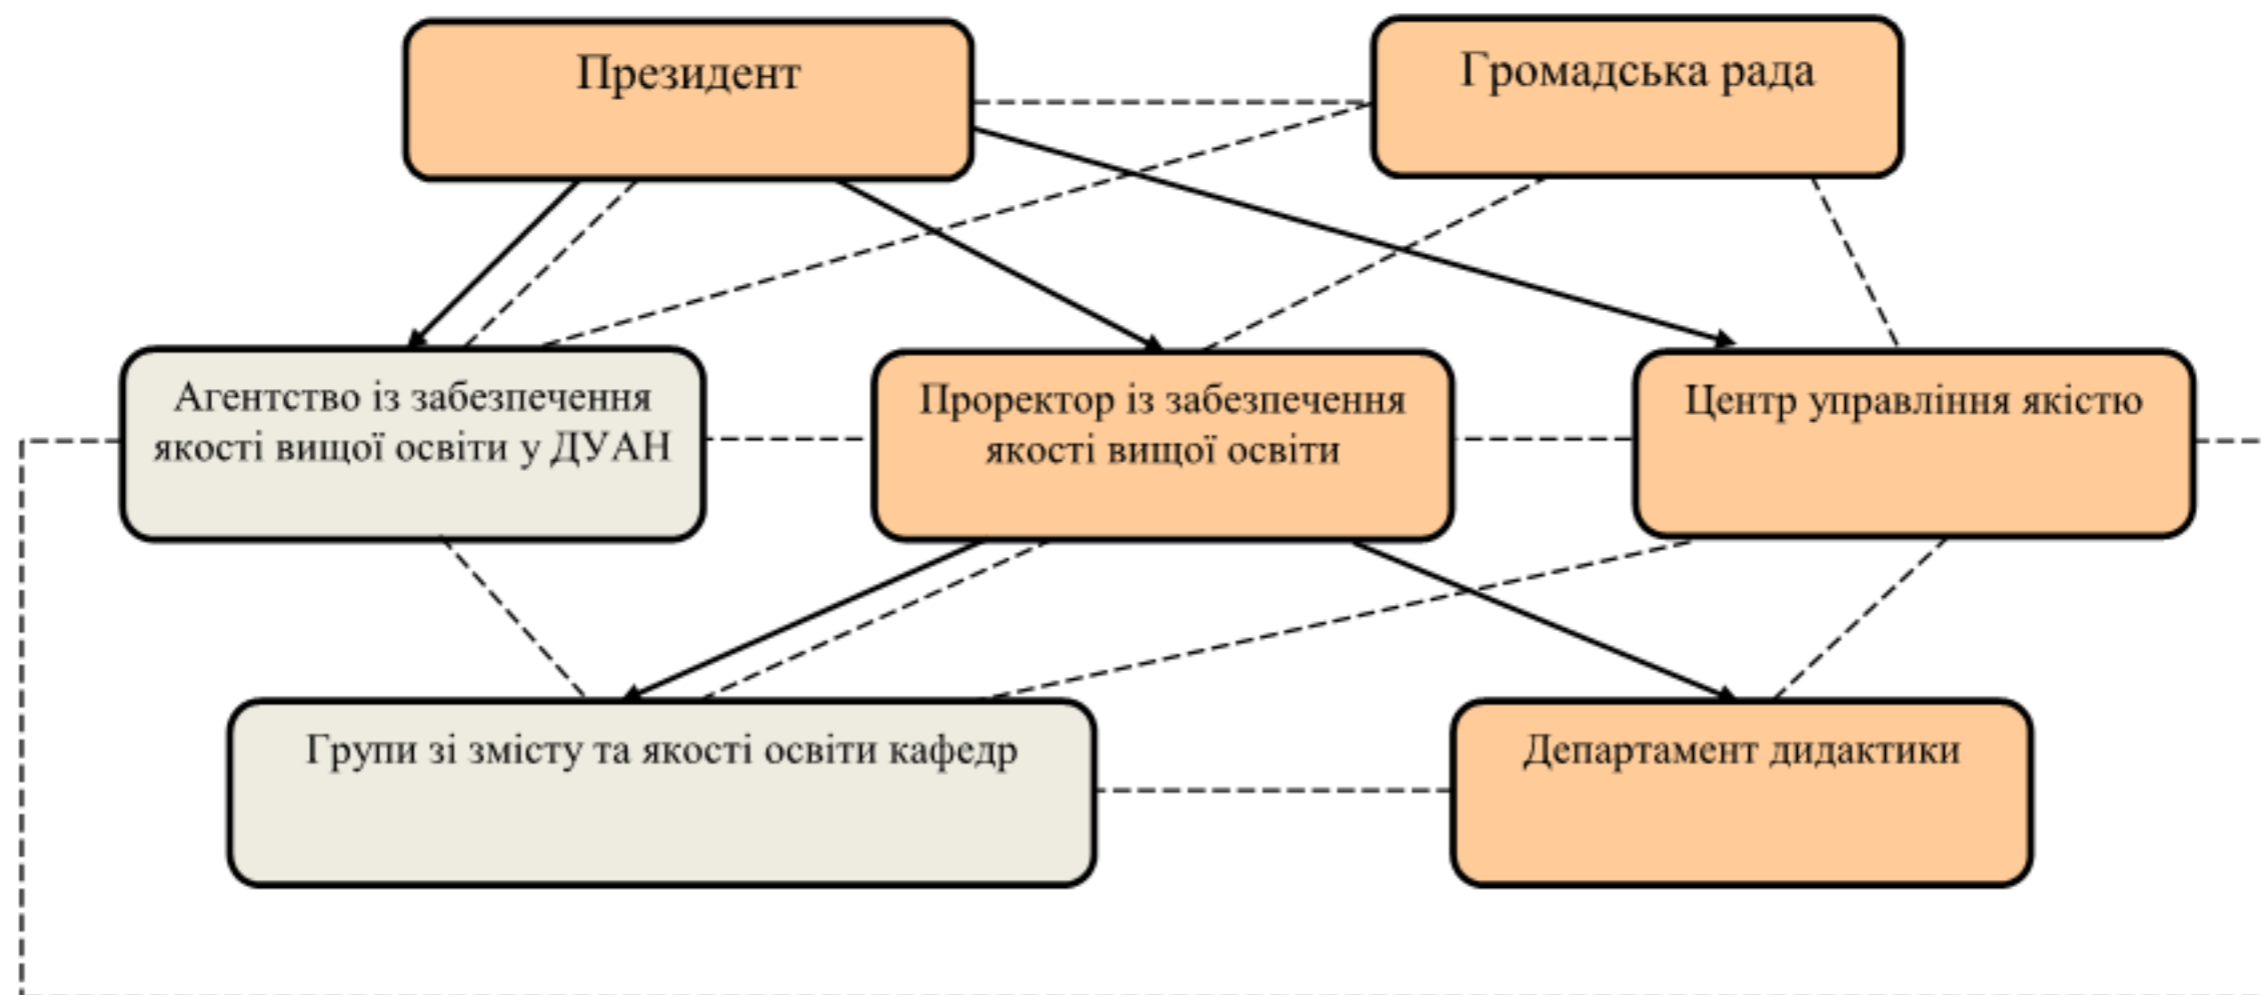 Президент
Громадська рада
Агентство із забезпечення
якості вищої освіти у ДУАН
Проректор із забезпечення
якості вищої освіти
Центр управління якістю
Групи зі змісту та якості освіти кафедр
Департамент дидактики